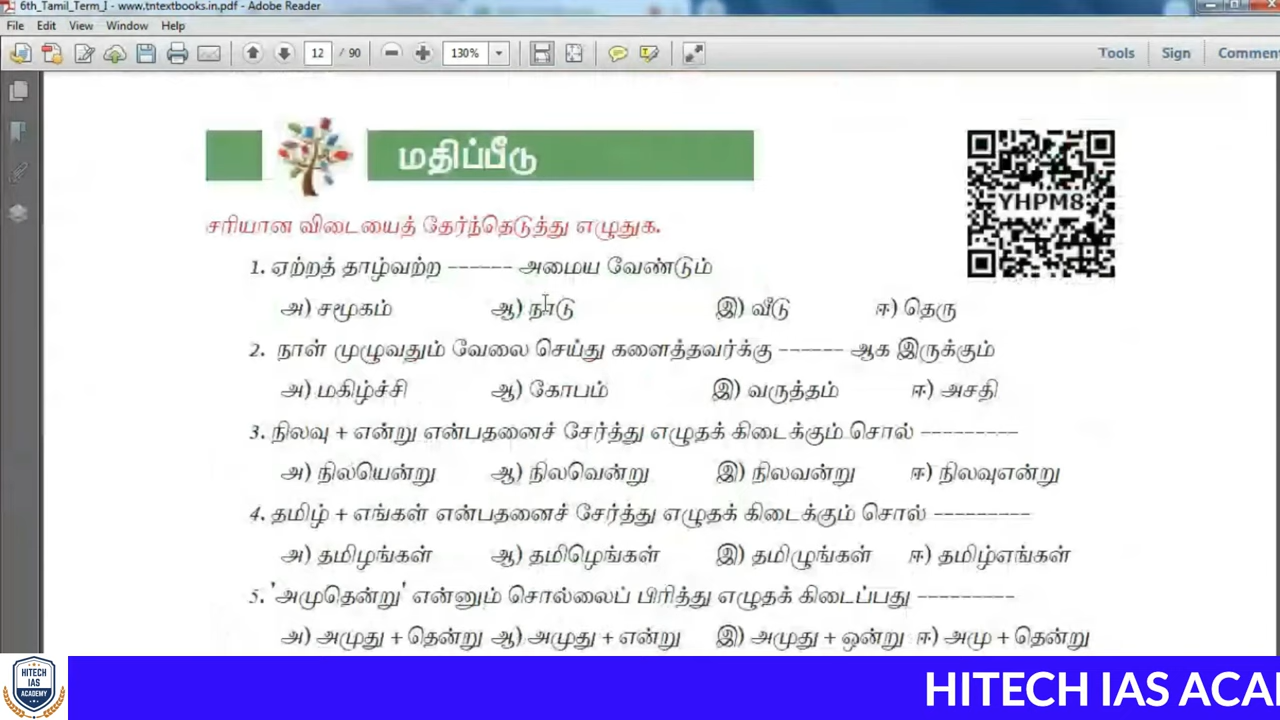 6th_Tamil_Term_I - www.tntextbooks.in.pdf - Adobe Reader
File Edit View Window Help
12 / 90 130% Tools Sign Comment
மதிப்பீடு
YHPM8
சரியான விடையைத் தேர்ந்தெடுத்து எழுதுக.
1. ஏற்றத் தாழ்வற்ற ------ அமைய வேண்டும்
அ) சமூகம் ஆ) நாடு இ) வீடு ஈ) தெரு
2. நாள் முழுவதும் வேலை செய்து களைத்தவர்க்கு ------ ஆக இருக்கும்
அ) மகிழ்ச்சி ஆ) கோபம் இ) வருத்தம் ஈ) அசதி
3. நிலவு + என்று என்பதனைச் சேர்த்து எழுதக் கிடைக்கும் சொல் ---------
அ) நிலயென்று ஆ) நிலவென்று இ) நிலவன்று ஈ) நிலவுஎன்று
4. தமிழ் + எங்கள் என்பதனைச் சேர்த்து எழுதக் கிடைக்கும் சொல் ---------
அ) தமிழங்கள் ஆ) தமிழெங்கள் இ) தமிழுங்கள் ஈ) தமிழ்எங்கள்
5. 'அமுதென்று' என்னும் சொல்லைப் பிரித்து எழுதக் கிடைப்பது ---------
அ) அமுது + தென்று ஆ) அமுது + என்று இ) அமுது + ஒன்று ஈ) அமு + தென்று
HITECH IAS ACADEMY
HITECH IAS ACA